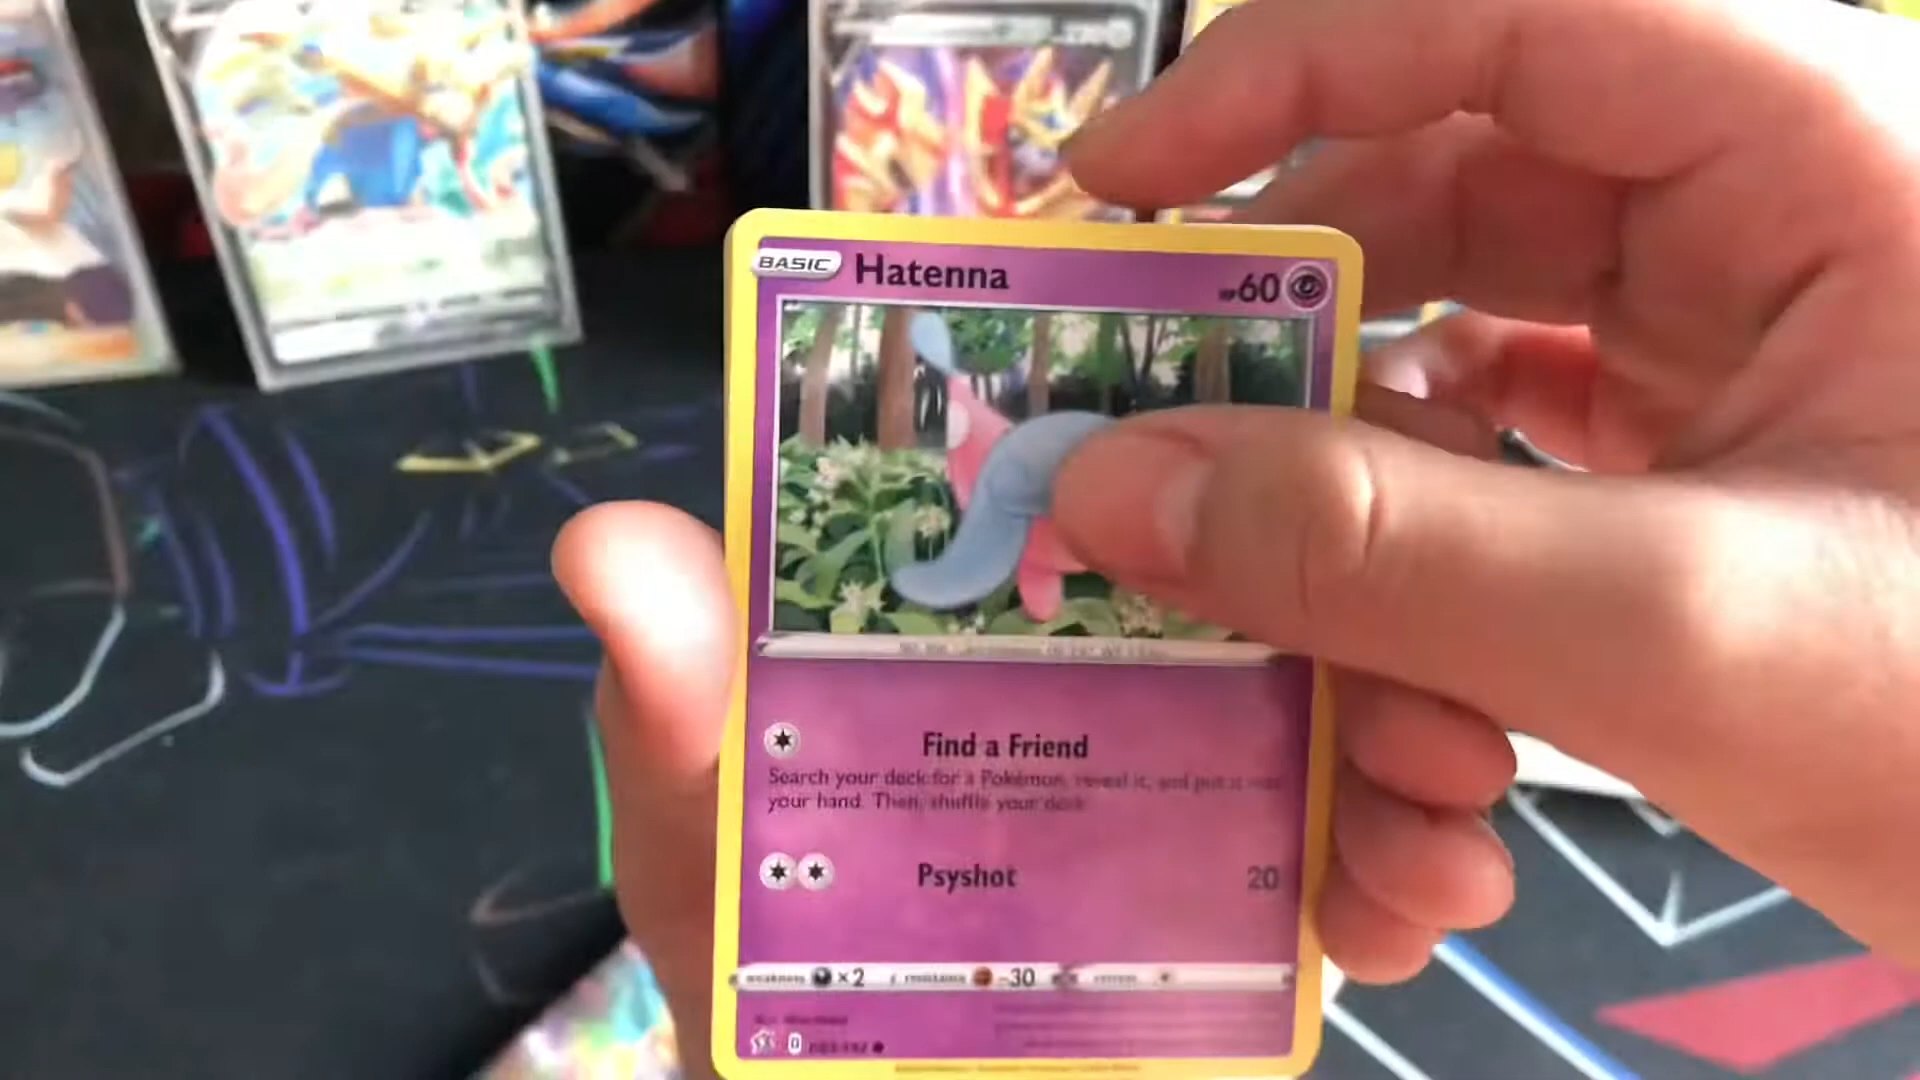 BASIC Hatenna HP60
Find a Friend
Search your deck for a Pokémon, reveal it, and put it into
your hand. Then, shuffle your deck.
Psyshot 20
weakness ×2 resistance -30